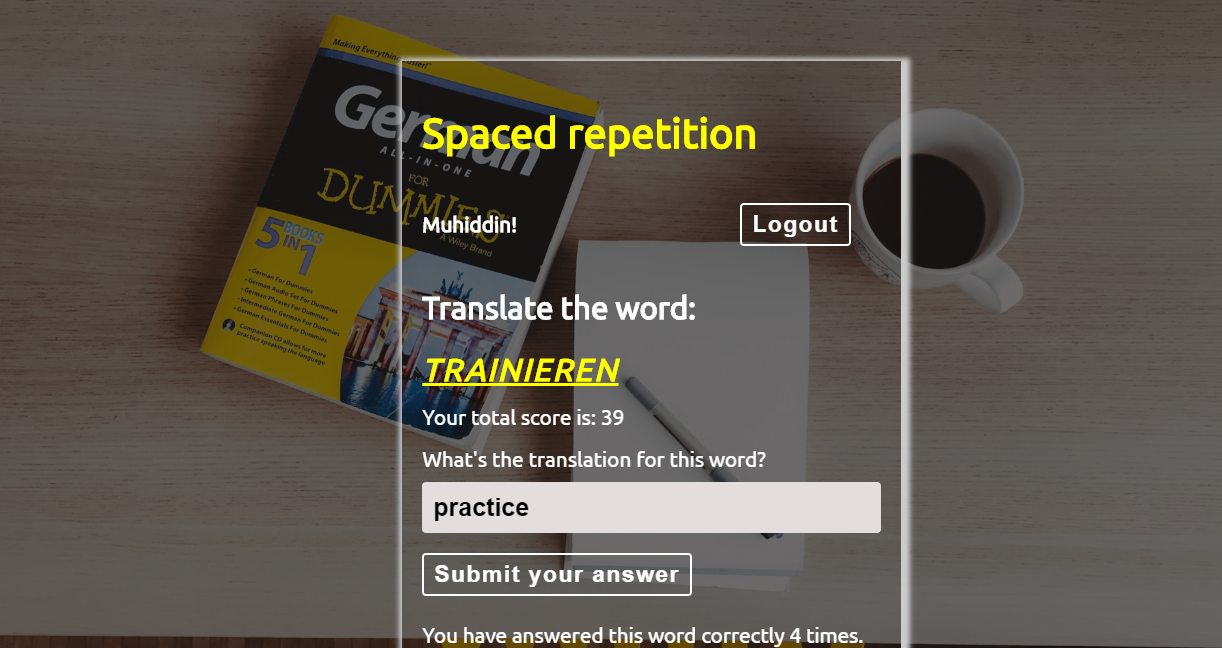 Making Everything Easier!™
German
ALL-IN-ONE
FOR
DUMMIES
A Wiley Brand
5 BOOKS
IN 1
• German For Dummies
• German Audio Set For Dummies
• German Phrases For Dummies
• Intermediate German For Dummies
• German Essentials For Dummies
Companion CD allows for more
practice speaking the language
Spaced repetition
Muhiddin!
Logout
Translate the word:
TRAINIEREN
Your total score is: 39
What's the translation for this word?
practice
Submit your answer
You have answered this word correctly 4 times.